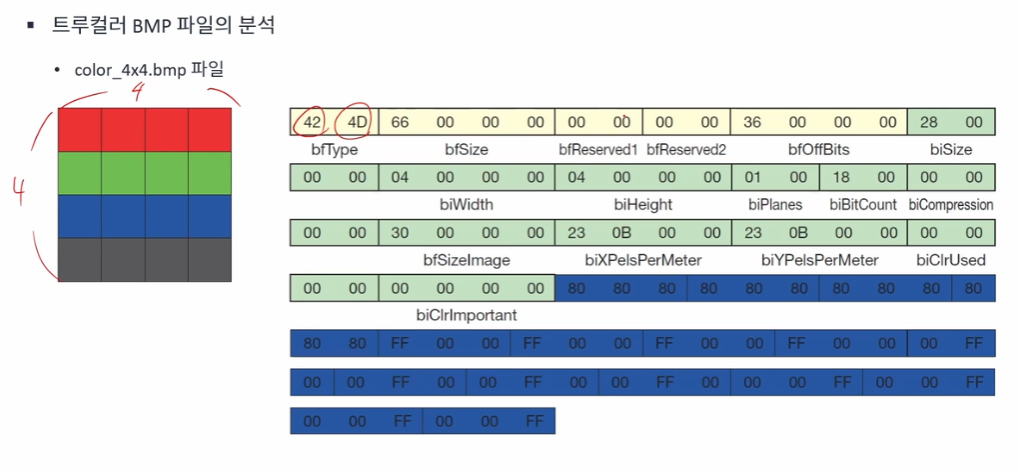 ▪ 트루컬러 BMP 파일의 분석
• color_4x4.bmp 파일
4
4
42 4D 66 00 00 00 00 00 00 00 36 00 00 00 28 00
bfType bfSize bfReserved1 bfReserved2 bfOffBits biSize
00 00 04 00 00 00 04 00 00 00 01 00 18 00 00 00
biWidth biHeight biPlanes biBitCount biCompression
00 00 30 00 00 00 23 0B 00 00 23 0B 00 00 00 00
bfSizeImage biXPelsPerMeter biYPelsPerMeter biClrUsed
00 00 00 00 00 00 80 80 80 80 80 80 80 80 80 80
biClrImportant
80 80 FF 00 00 FF 00 00 FF 00 00 FF 00 00 00 FF
00 00 FF 00 00 FF 00 00 FF 00 00 00 FF 00 00 FF
00 00 FF 00 00 FF